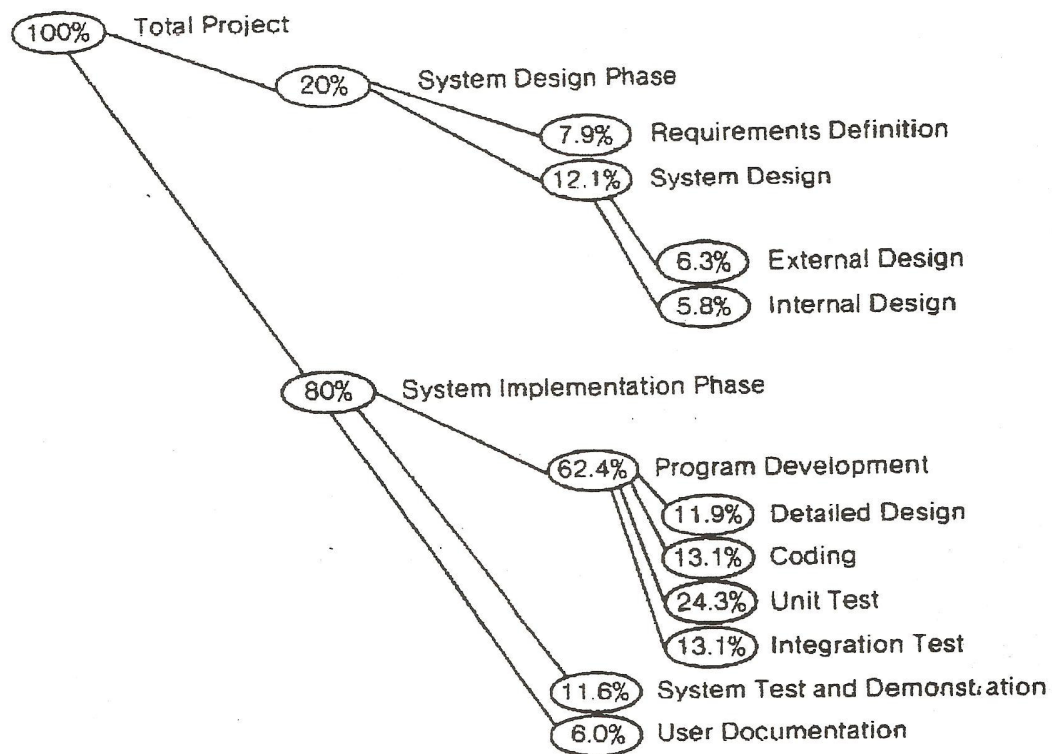 100% Total Project
20% System Design Phase
7.9% Requirements Definition
12.1% System Design
6.3% External Design
5.8% Internal Design
80% System Implementation Phase
62.4% Program Development
11.9% Detailed Design
13.1% Coding
24.3% Unit Test
13.1% Integration Test
11.6% System Test and Demonstration
6.0% User Documentation